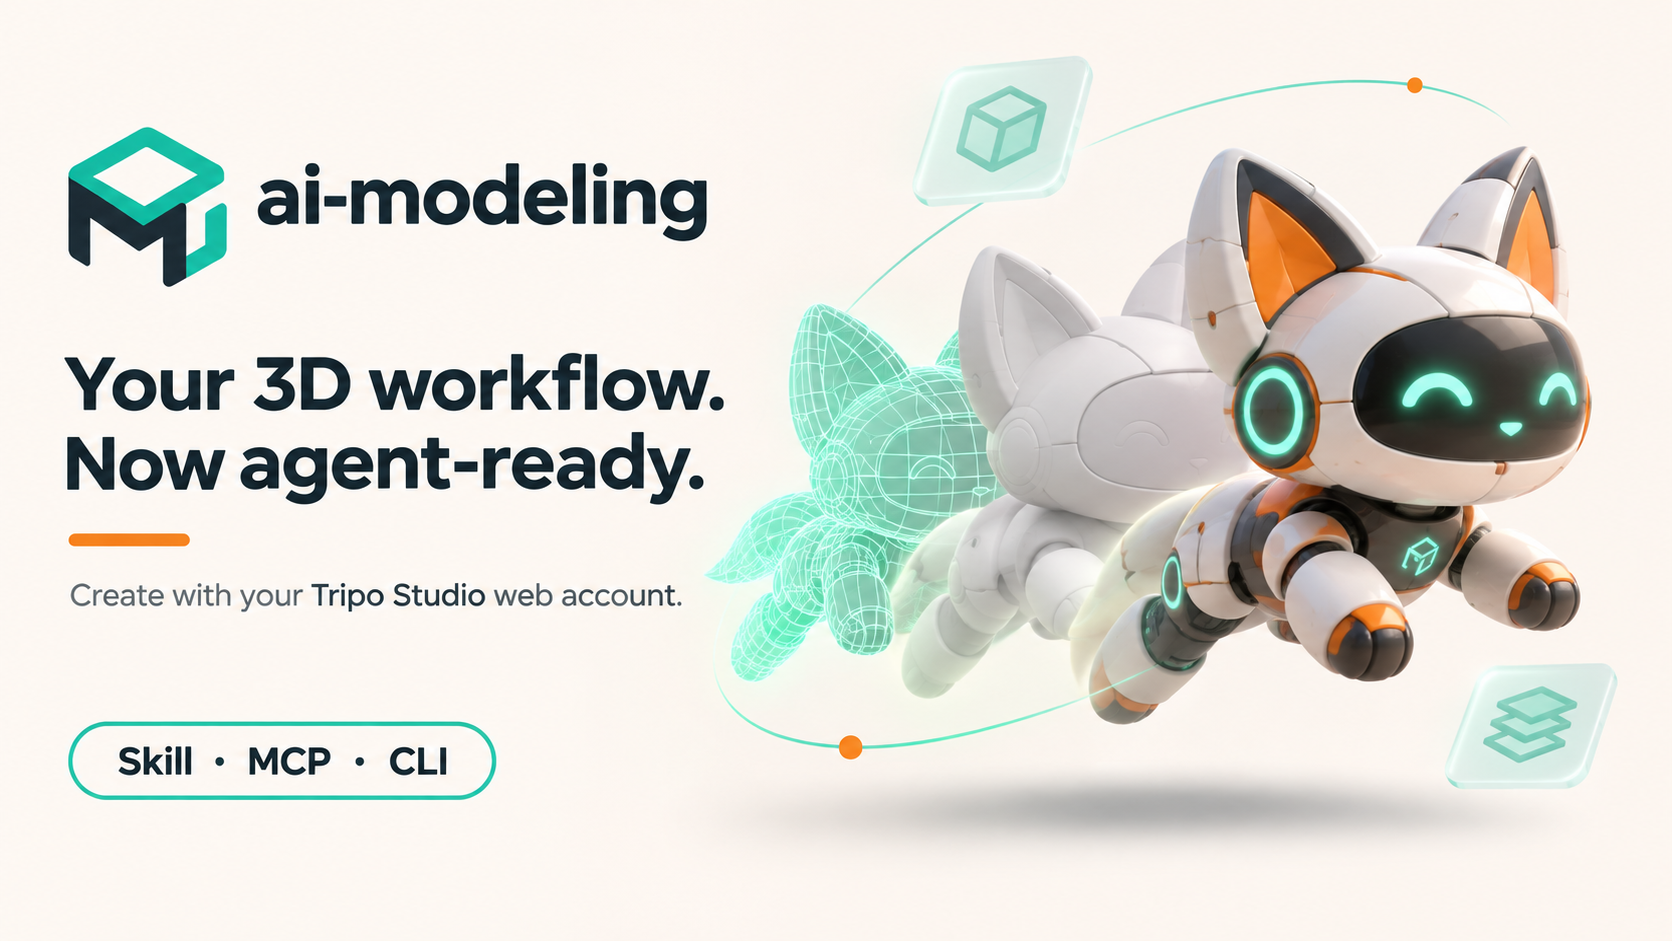 ai-modeling
Your 3D workflow.
Now agent-ready.
Create with your Tripo Studio web account.
Skill · MCP · CLI